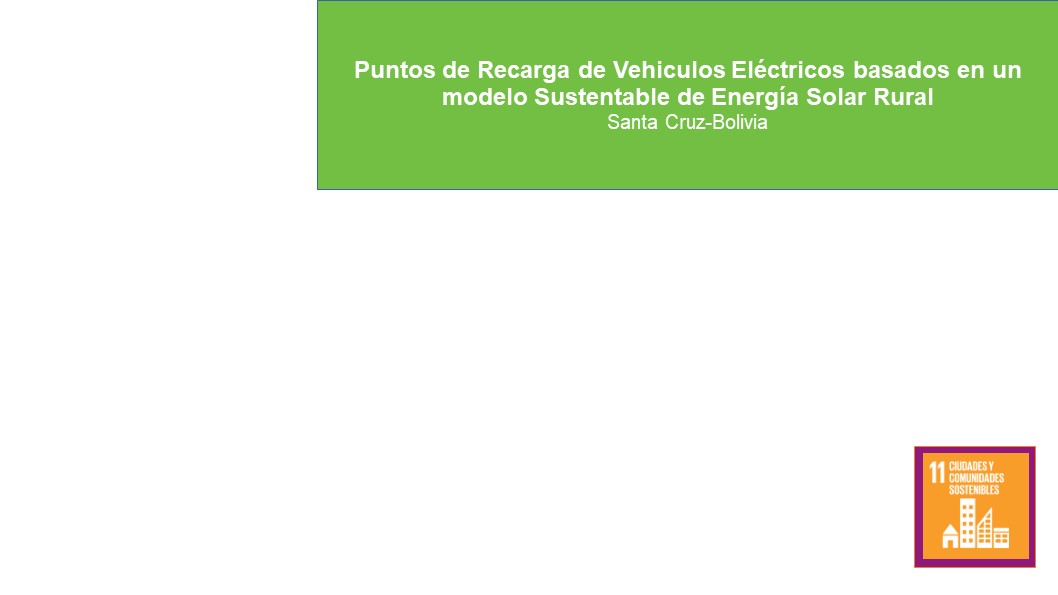 Puntos de Recarga de Vehiculos Eléctricos basados en un
modelo Sustentable de Energía Solar Rural
Santa Cruz-Bolivia
11 CIUDADES Y
COMUNIDADES
SOSTENIBLES